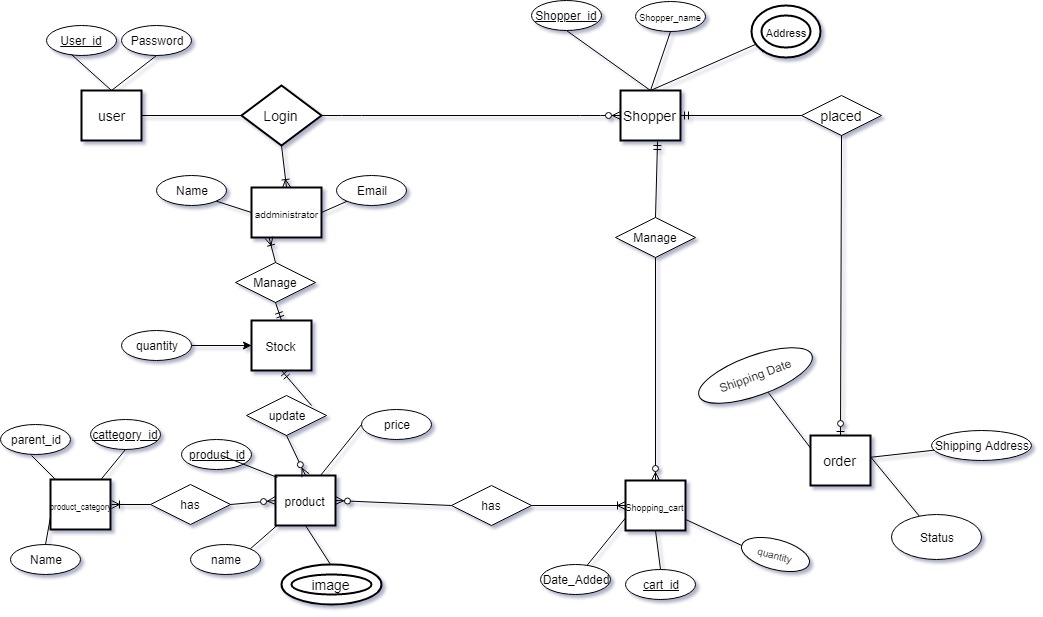 Shopper_id
Shopper_name
Address
User_id
Password
user
Login
Shopper
placed
Name
Email
addministrator
Manage
Manage
quantity
Stock
Shipping Date
update
price
parent_id
cattegory_id
product_id
order
Shipping Address
product_category
has
product
has
Shopping_cart
Status
Name
name
image
Date_Added
cart_id
quantity